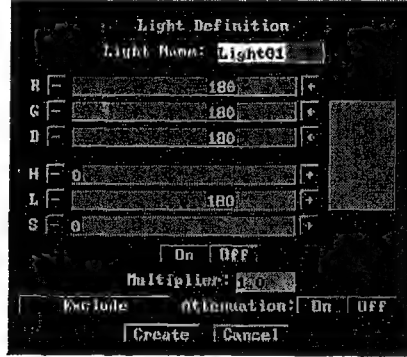 Light Definition
Light Name: Light01
R - 180 +
G - 180 +
B - 180 +
H - 0 +
L - 180 +
S - 0 +
On Off
Multiplier:
Exclude Attenuation: On Off
Create Cancel